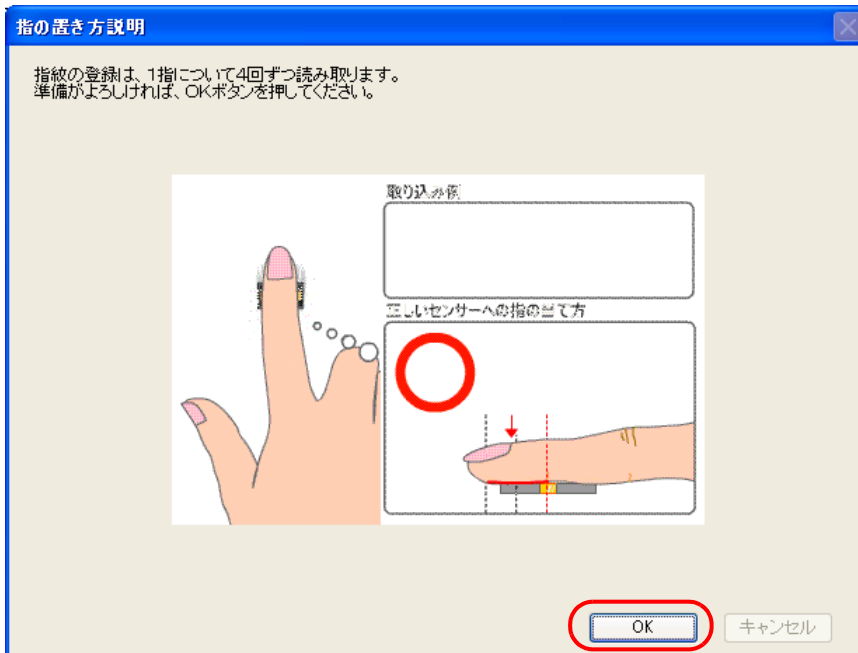 指の置き方説明
指紋の登録は、1指について4回ずつ読み取ります。
準備がよろしければ、OKボタンを押してください。
取り込み例
正しいセンサーへの指の当て方
OK
キャンセル